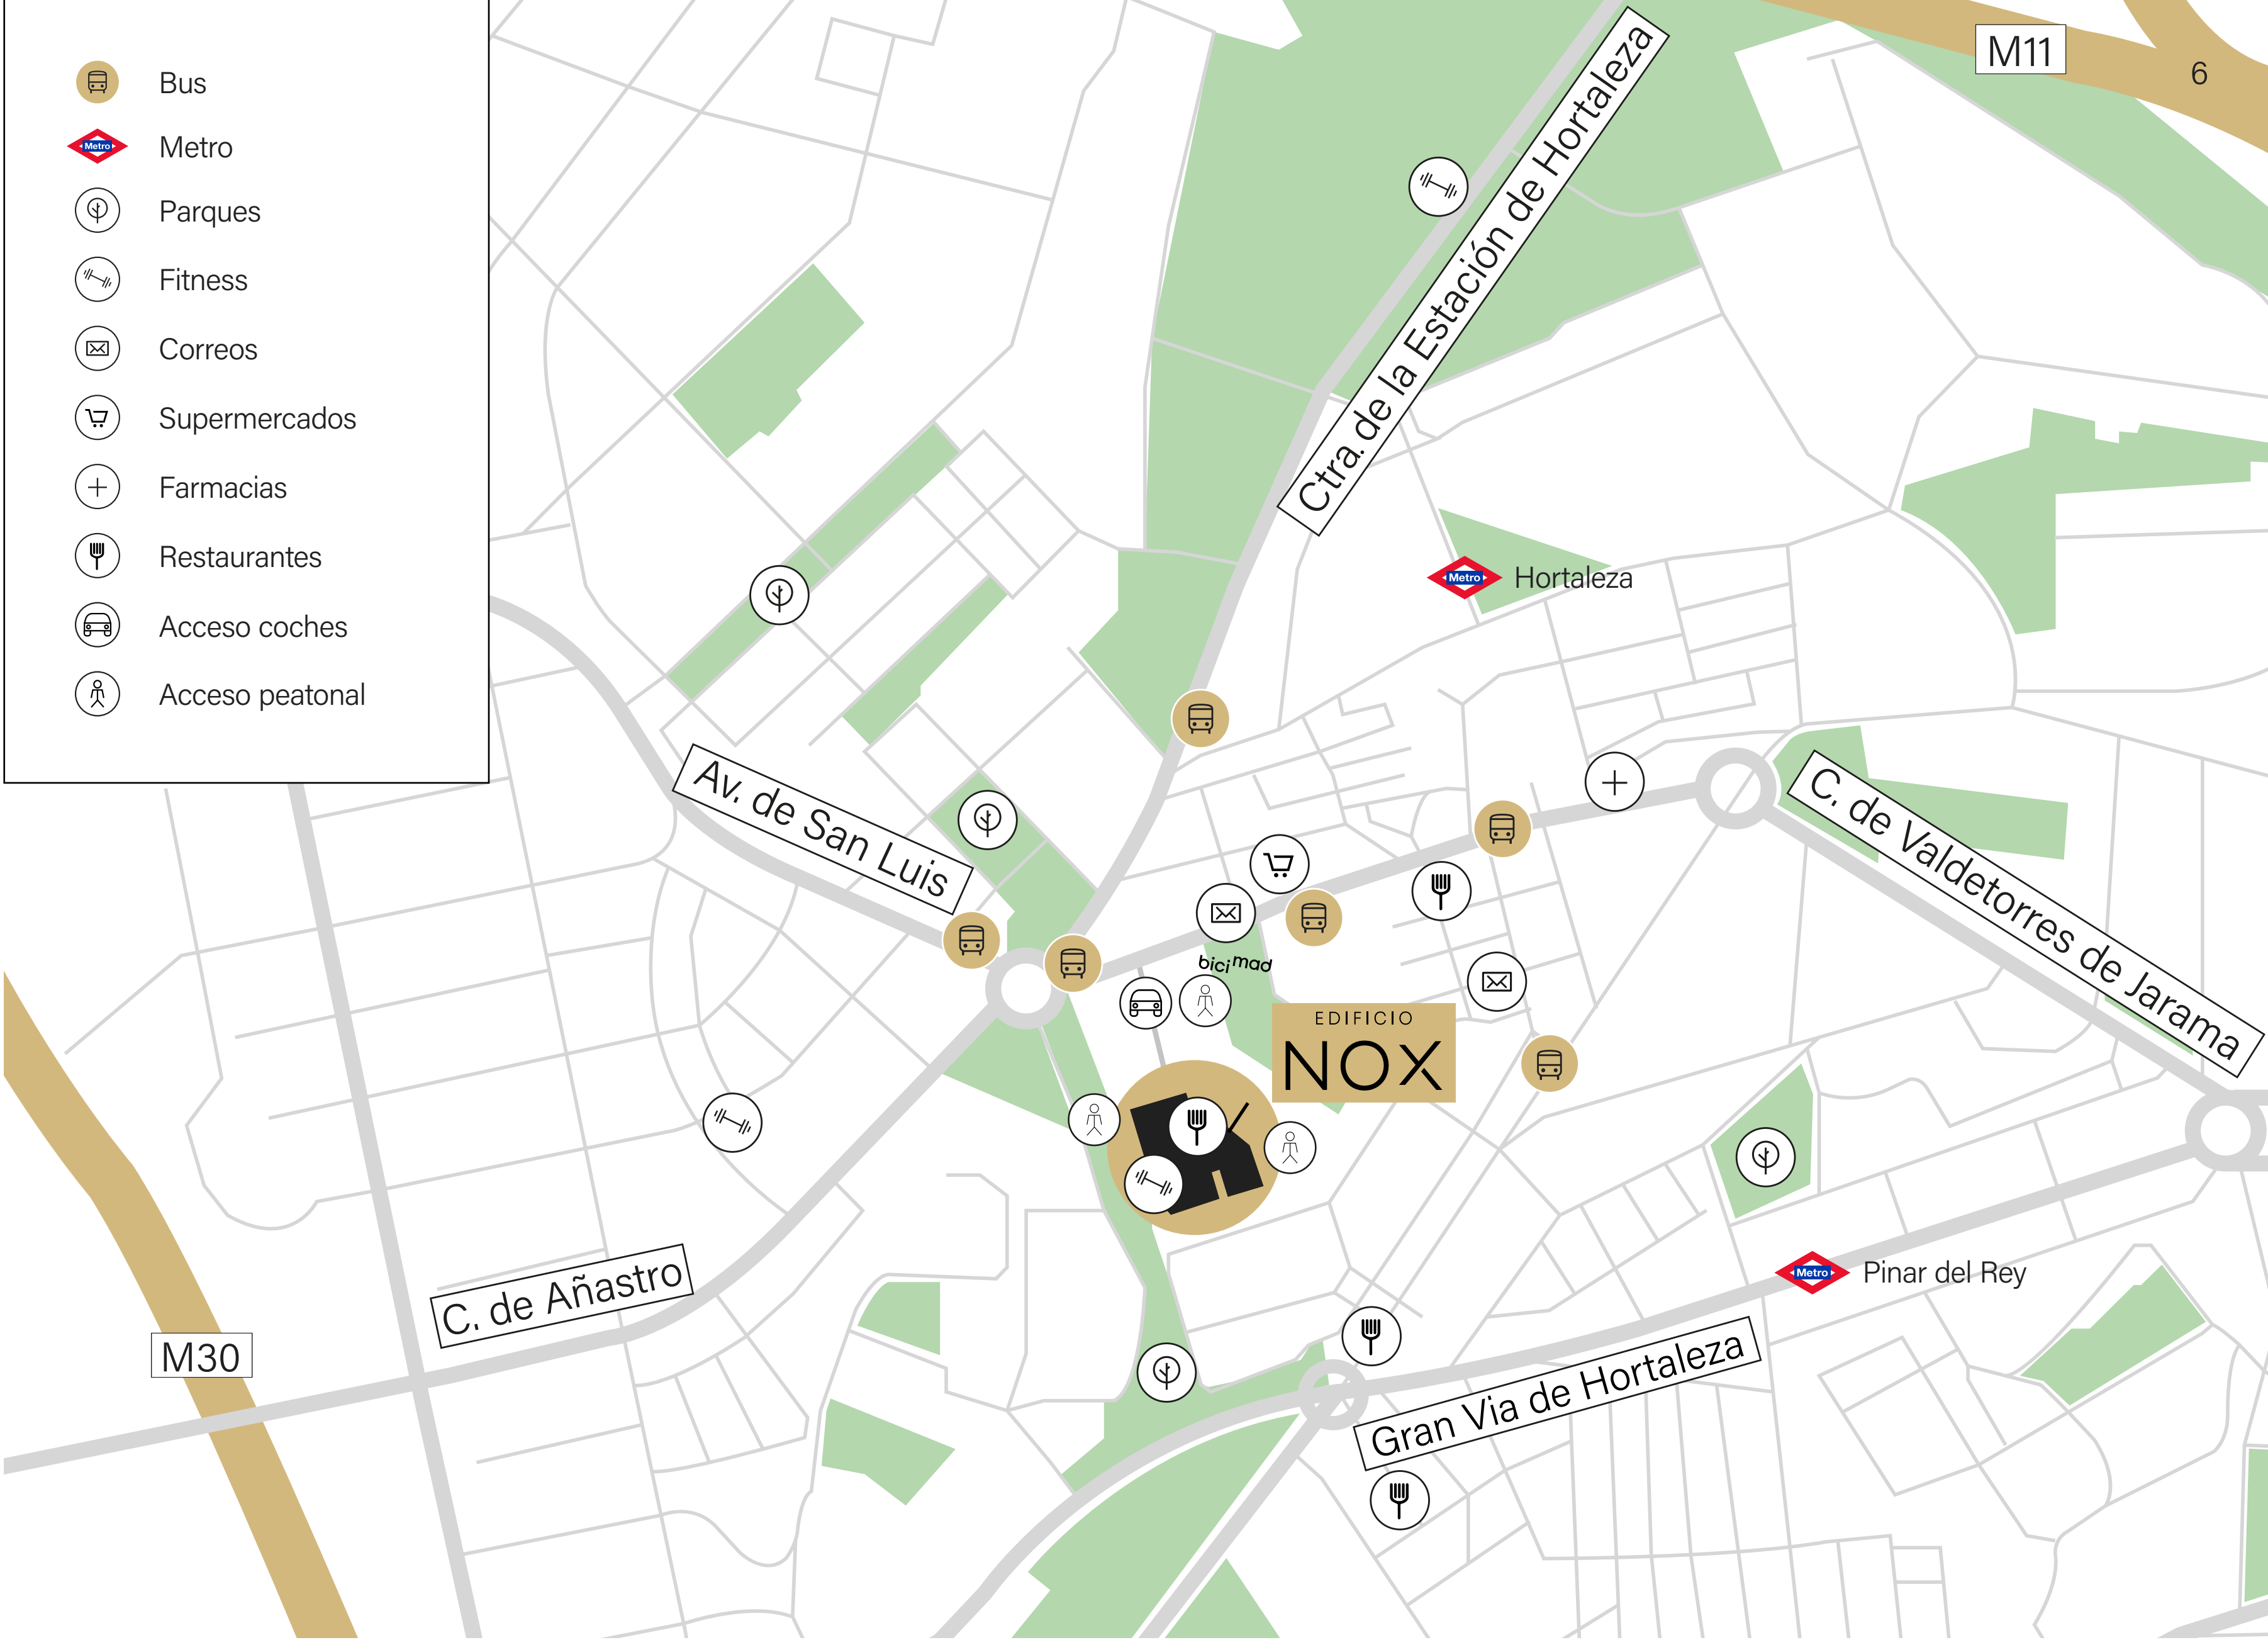 Bus
Metro
Metro
Parques
Fitness
Correos
Supermercados
Farmacias
Restaurantes
Acceso coches
Acceso peatonal
M11
6
Ctra. de la Estación de Hortaleza
Metro
Hortaleza
Av. de San Luis
C. de Valdetorres de Jarama
bici mad
EDIFICIO
NOX
C. de Añastro
Metro
Pinar del Rey
M30
Gran Via de Hortaleza